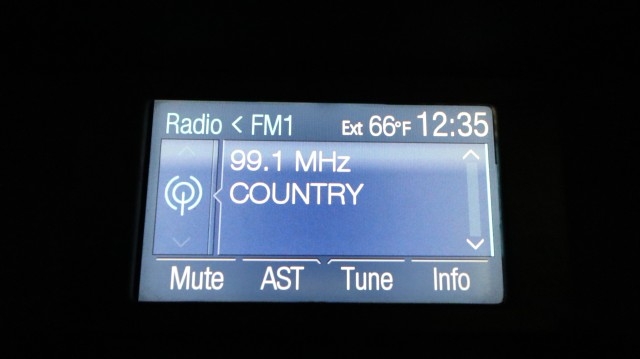 Radio < FM1 Ext 66°F 12:35
99.1 MHz
COUNTRY
Mute AST Tune Info